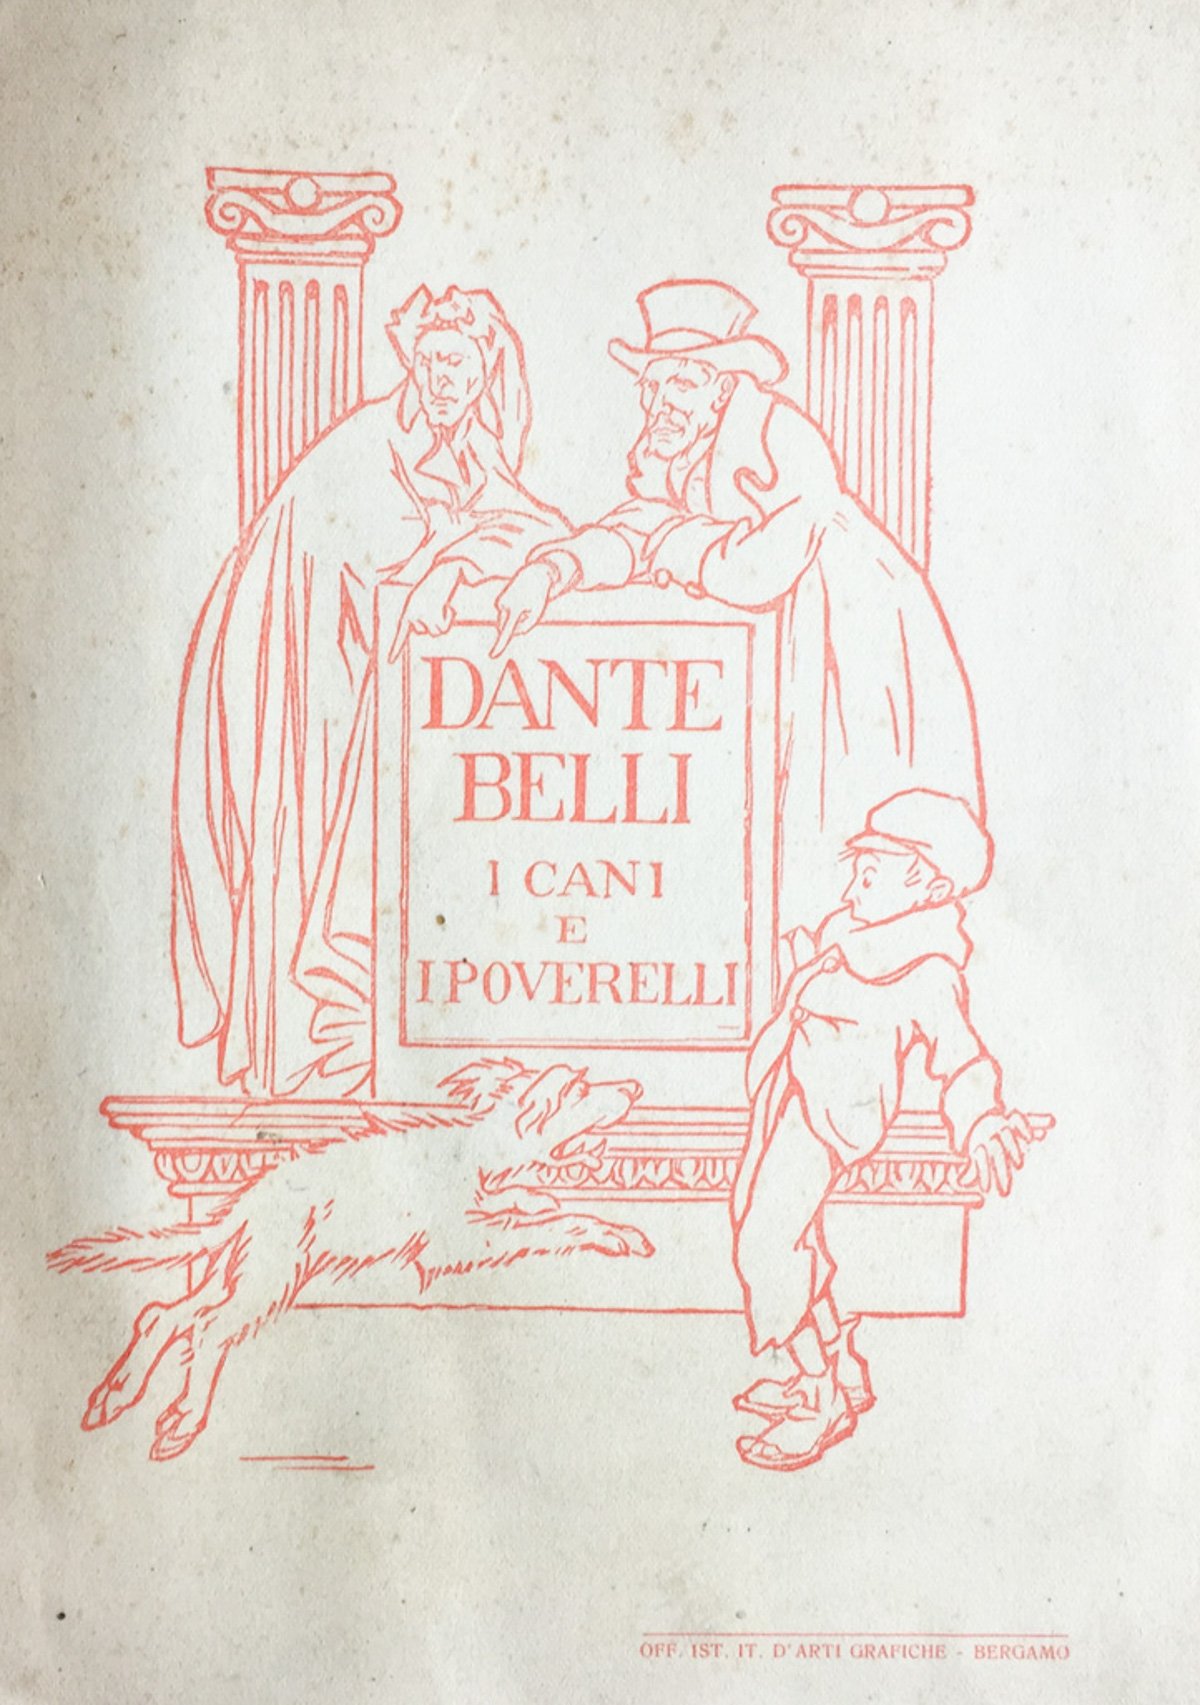 DANTE
BELLI
I CANI
E
I POVERELLI
OFF. IST. IT. D'ARTI GRAFICHE - BERGAMO